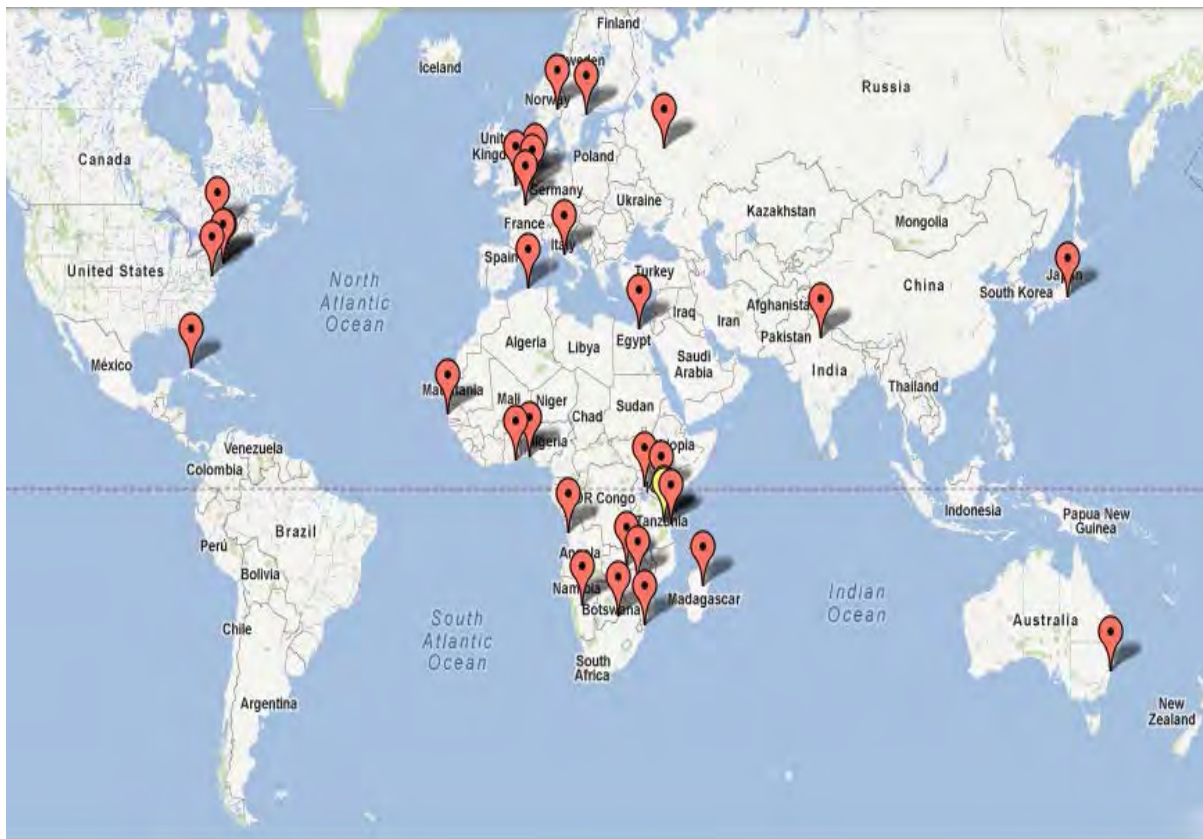 Finland
Iceland
Russia
Norway
Canada
Poland
Germany
Ukraine
Kazakhstan
Mongolia
France
United States
Spain
Turkey
China
South Korea
North
Atlantic
Ocean
Afghanista
Iraq
Iran
Pakistan
México
Algeria
Libya
Egypt
Saudi
Arabia
India
Thailand
Mali
Niger
Chad
Sudan
Venezuela
Colombia
DR Congo
Tanzania
Indonesia
Papua New
Guinea
Brazil
Perú
Bolivia
Botswana
Madagascar
Indian
Ocean
South
Atlantic
Ocean
Chile
Australia
South
Africa
Argentina
New
Zealand